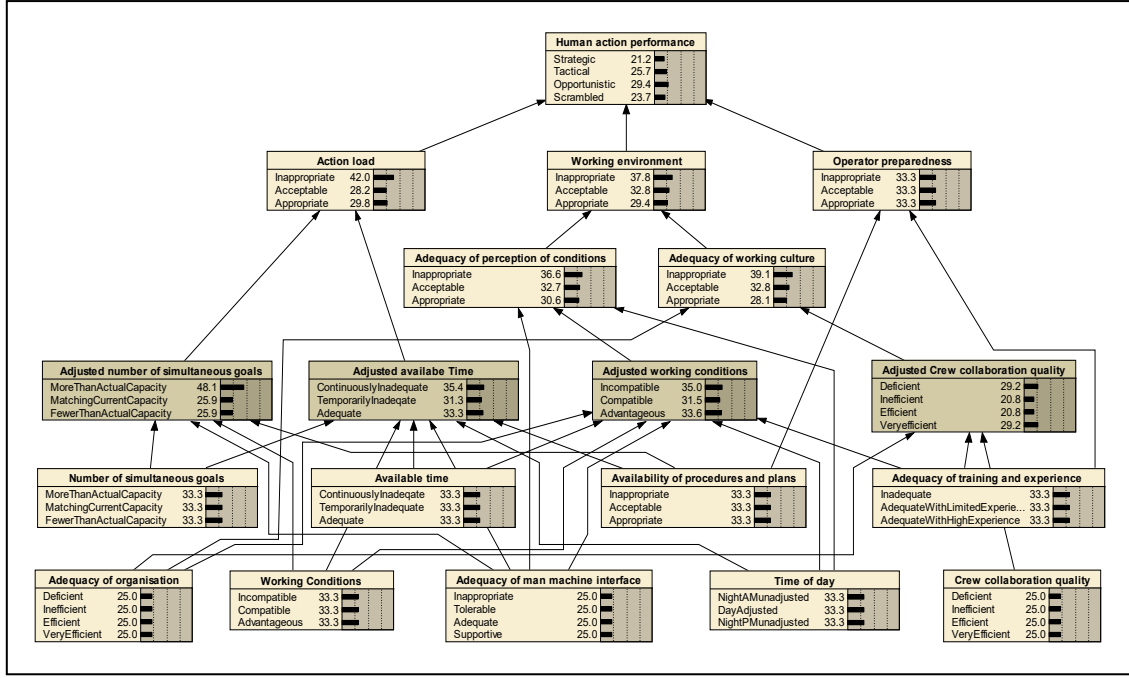 Human action performance
Strategic 21.2
Tactical 25.7
Opportunistic 29.4
Scrambled 23.7
Action load
Inappropriate 42.0
Acceptable 28.2
Appropriate 29.8
Working environment
Inappropriate 37.8
Acceptable 32.8
Appropriate 29.4
Operator preparedness
Inappropriate 33.3
Acceptable 33.3
Appropriate 33.3
Adequacy of perception of conditions
Inappropriate 36.6
Acceptable 32.7
Appropriate 30.6
Adequacy of working culture
Inappropriate 39.1
Acceptable 32.8
Appropriate 28.1
Adjusted number of simultaneous goals
MoreThanActualCapacity 48.1
MatchingCurrentCapacity 25.9
FewerThanActualCapacity 25.9
Adjusted availabe Time
ContinuouslyInadequate 35.4
TemporarilyInadeqate 31.3
Adequate 33.3
Adjusted working conditions
Incompatible 35.0
Compatible 31.5
Advantageous 33.6
Adjusted Crew collaboration quality
Deficient 29.2
Inefficient 20.8
Efficient 20.8
Veryefficient 29.2
Number of simultaneous goals
MoreThanActualCapacity 33.3
MatchingCurrentCapacity 33.3
FewerThanActualCapacity 33.3
Available time
ContinuouslyInadeqate 33.3
TemporarilyInadequate 33.3
Adequate 33.3
Availability of procedures and plans
Inappropriate 33.3
Acceptable 33.3
Appropriate 33.3
Adequacy of training and experience
Inadequate 33.3
AdequateWithLimitedExperie... 33.3
AdequateWithHighExperience 33.3
Adequacy of organisation
Deficient 25.0
Inefficient 25.0
Efficient 25.0
VeryEfficient 25.0
Working Conditions
Incompatible 33.3
Compatible 33.3
Advantageous 33.3
Adequacy of man machine interface
Inappropriate 25.0
Tolerable 25.0
Adequate 25.0
Supportive 25.0
Time of day
NightAMunadjusted 33.3
DayAdjusted 33.3
NightPMunadjusted 33.3
Crew collaboration quality
Deficient 25.0
Inefficient 25.0
Efficient 25.0
VeryEfficient 25.0